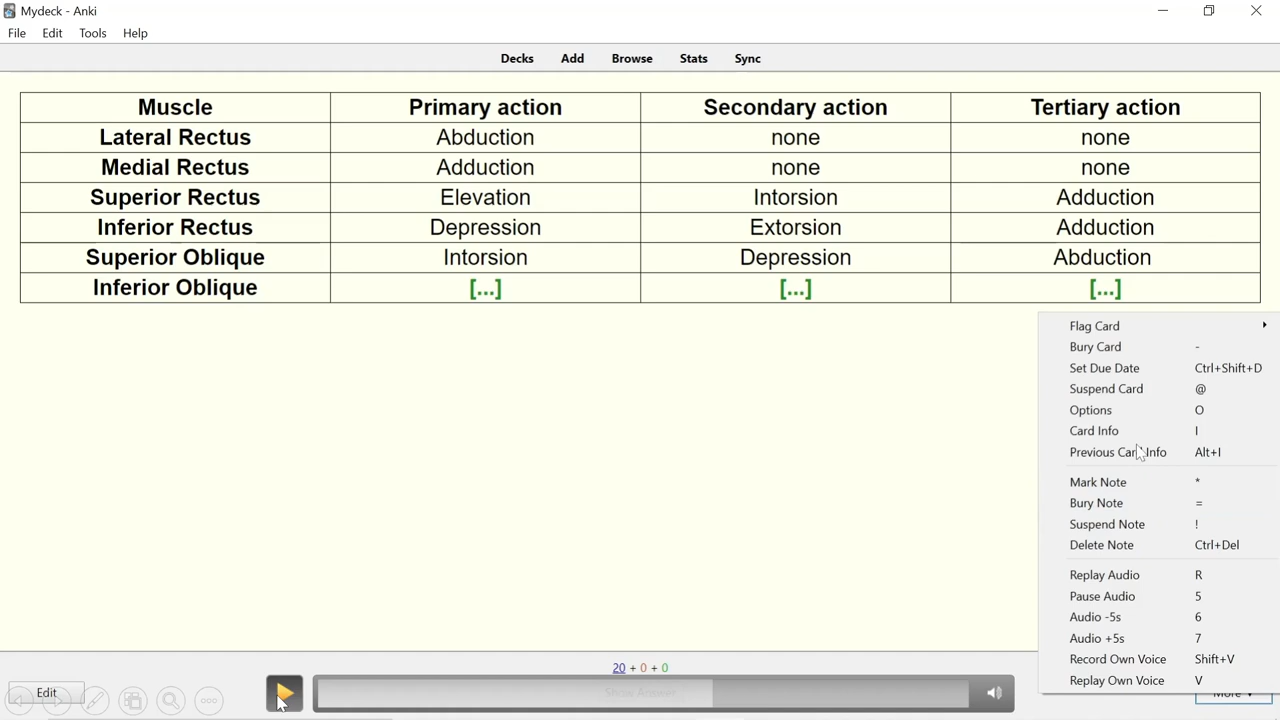 Mydeck - Anki
File Edit Tools Help
Decks Add Browse Stats Sync
Muscle Primary action Secondary action Tertiary action
Lateral Rectus Abduction none none
Medial Rectus Adduction none none
Superior Rectus Elevation Intorsion Adduction
Inferior Rectus Depression Extorsion Adduction
Superior Oblique Intorsion Depression Abduction
Inferior Oblique [...] [...] [...]
Flag Card
Bury Card -
Set Due Date Ctrl+Shift+D
Suspend Card @
Options O
Card Info I
Previous Card Info Alt+I
Mark Note *
Bury Note =
Suspend Note !
Delete Note Ctrl+Del
Replay Audio R
Pause Audio 5
Audio -5s 6
Audio +5s 7
Record Own Voice Shift+V
Replay Own Voice V
20 + 0 + 0
Edit Show Answer More